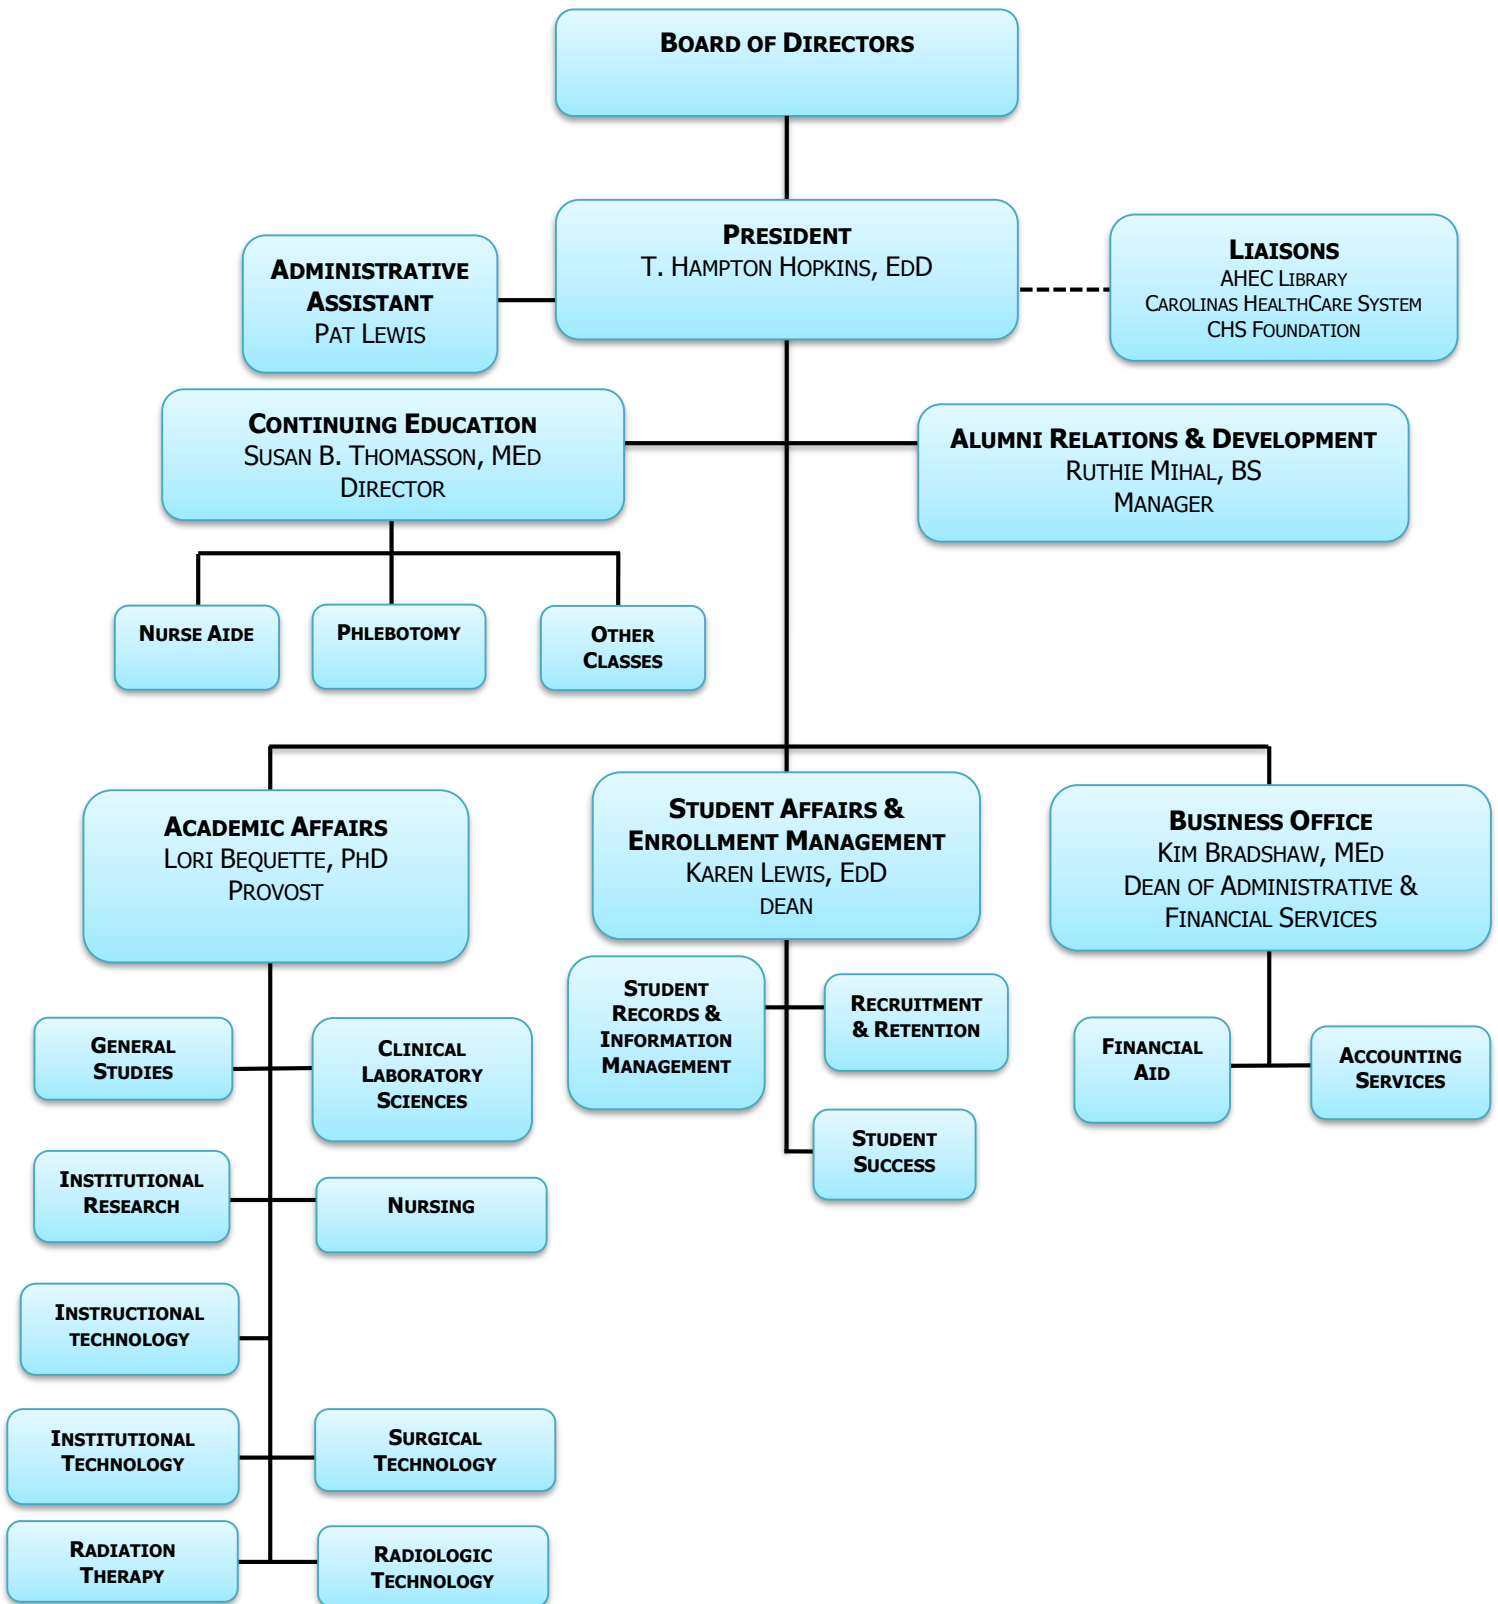 BOARD OF DIRECTORS
PRESIDENT
T. HAMPTON HOPKINS, EDD
ADMINISTRATIVE
ASSISTANT
PAT LEWIS
LIAISONS
AHEC LIBRARY
CAROLINAS HEALTHCARE SYSTEM
CHS FOUNDATION
CONTINUING EDUCATION
SUSAN B. THOMASSON, MED
DIRECTOR
ALUMNI RELATIONS & DEVELOPMENT
RUTHIE MIHAL, BS
MANAGER
NURSE AIDE
PHLEBOTOMY
OTHER
CLASSES
ACADEMIC AFFAIRS
LORI BEQUETTE, PHD
PROVOST
STUDENT AFFAIRS &
ENROLLMENT MANAGEMENT
KAREN LEWIS, EDD
DEAN
BUSINESS OFFICE
KIM BRADSHAW, MED
DEAN OF ADMINISTRATIVE &
FINANCIAL SERVICES
GENERAL
STUDIES
CLINICAL
LABORATORY
SCIENCES
STUDENT
RECORDS &
INFORMATION
MANAGEMENT
RECRUITMENT
& RETENTION
FINANCIAL
AID
ACCOUNTING
SERVICES
STUDENT
SUCCESS
INSTITUTIONAL
RESEARCH
NURSING
INSTRUCTIONAL
TECHNOLOGY
INSTITUTIONAL
TECHNOLOGY
SURGICAL
TECHNOLOGY
RADIATION
THERAPY
RADIOLOGIC
TECHNOLOGY